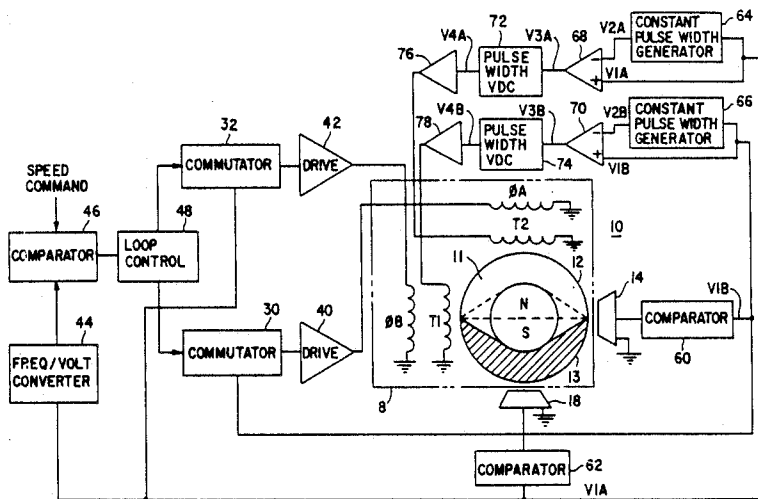 72
V4A
V3A
68
V2A
CONSTANT
PULSE WIDTH
GENERATOR
64
76
PULSE
WIDTH
VDC
V1A
CONSTANT
PULSE WIDTH
GENERATOR
66
V4B
V3B
70
V2B
78
PULSE
WIDTH
VDC
74
V1B
32
COMMUTATOR
42
DRIVE
SPEED
COMMAND
46
COMPARATOR
48
LOOP
CONTROL
ØA
T2
10
11
12
14
N
S
V1B
COMPARATOR
60
ØB
T1
30
COMMUTATOR
40
DRIVE
44
FREQ/VOLT
CONVERTER
8
13
18
COMPARATOR
62
V1A